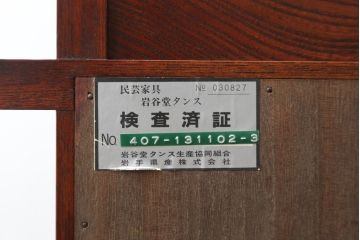 民芸家具 № 030827
岩谷堂タンス
検査済証
No 407-131102-3
岩谷堂タンス生産協同組合
岩手県産株式会社